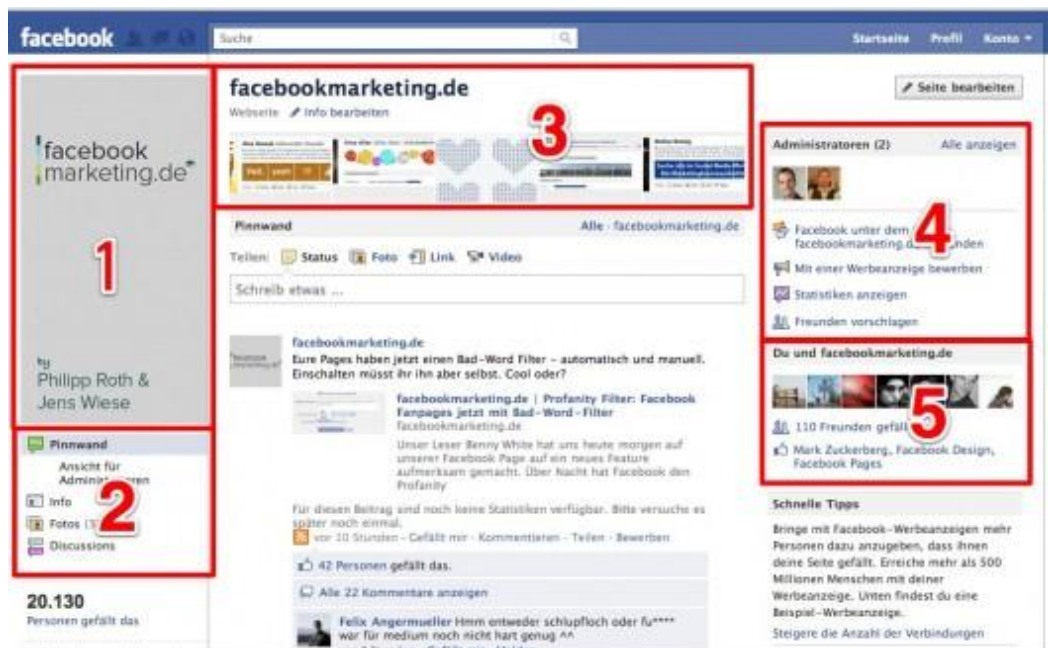 facebook
Suche
Startseite Profil Konto
facebook
marketing.de
1
by
Philipp Roth &
Jens Wiese
Pinnwand
Ansicht für
2
Info
Fotos
Discussions
20.130
Personen gefällt das
facebookmarketing.de
Webseite Info bearbeiten
3
Pinnwand Alle · facebookmarketing.de
Teilen: Status Foto Link Video
Schreib etwas ...
facebookmarketing.de
Eure Pages haben jetzt einen Bad-Word Filter - automatisch und manuell.
Einschalten müsst ihr ihn aber selbst. Cool oder?
facebookmarketing.de | Profanity Filter: Facebook
Fanpages jetzt mit Bad-Word-Filter
facebookmarketing.de
Unser Leser Benny White hat uns heute morgen auf
unserer Facebook Page auf ein neues Feature
aufmerksam gemacht. Über Nacht hat Facebook den
Profanity
Für diesen Beitrag sind noch keine Statistiken verfügbar. Bitte versuche es
später noch einmal.
vor 10 Stunden · Gefällt mir · Kommentieren · Teilen · Bewerben
42 Personen gefällt das.
Alle 22 Kommentare anzeigen
Felix Angermueller Hmm entweder schlupfloch oder fu****
war für medium noch nicht hart genug ^^
Seite bearbeiten
Administratoren (2) Alle anzeigen
4
Facebook unter dem
Mit einer Werbeanzeige bewerben
Statistiken anzeigen
Freunden vorschlagen
Du und facebookmarketing.de
5
110 Freunden
Mark Zuckerberg, Facebook Design,
Facebook Pages
Schnelle Tipps
Bringe mit Facebook-Werbeanzeigen mehr
Personen dazu anzugeben, dass ihnen
deine Seite gefällt. Erreiche mehr als 500
Millionen Menschen mit deiner
Werbeanzeige. Unten findest du eine
Beispiel-Werbeanzeige.
Steigere die Anzahl der Verbindungen